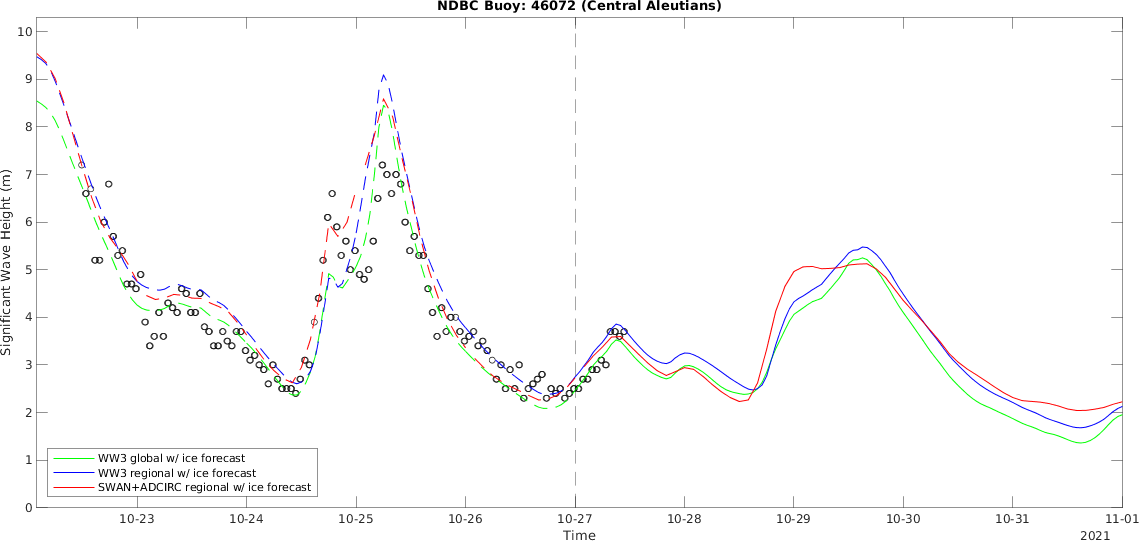 NDBC Buoy: 46072 (Central Aleutians)
10
9
8
7
6
5
4
3
2
1
0
Significant Wave Height (m)
WW3 global w/ ice forecast
WW3 regional w/ ice forecast
SWAN+ADCIRC regional w/ ice forecast
10-23 10-24 10-25 10-26 10-27 10-28 10-29 10-30 10-31 11-01
Time
2021